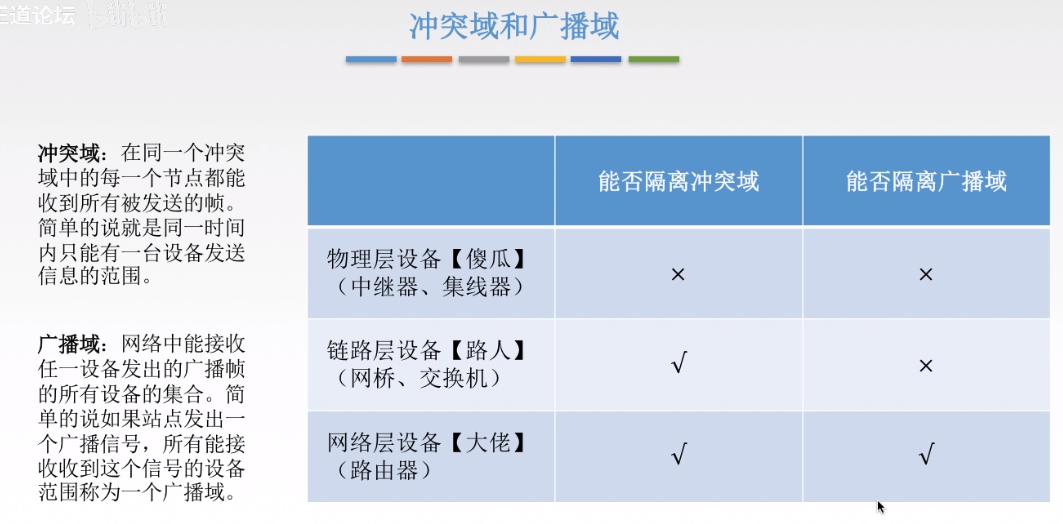 王道论坛
冲突域和广播域
冲突域：在同一个冲突
域中的每一个节点都能
收到所有被发送的帧。
简单的说就是同一时间
内只能有一台设备发送
信息的范围。
广播域：网络中能接收
任一设备发出的广播帧
的所有设备的集合。简
单的说如果站点发出一
个广播信号，所有能接
收收到这个信号的设备
范围称为一个广播域。
能否隔离冲突域 能否隔离广播域
物理层设备【傻瓜】
（中继器、集线器） × ×
链路层设备【路人】
（网桥、交换机） √ ×
网络层设备【大佬】
（路由器） √ √